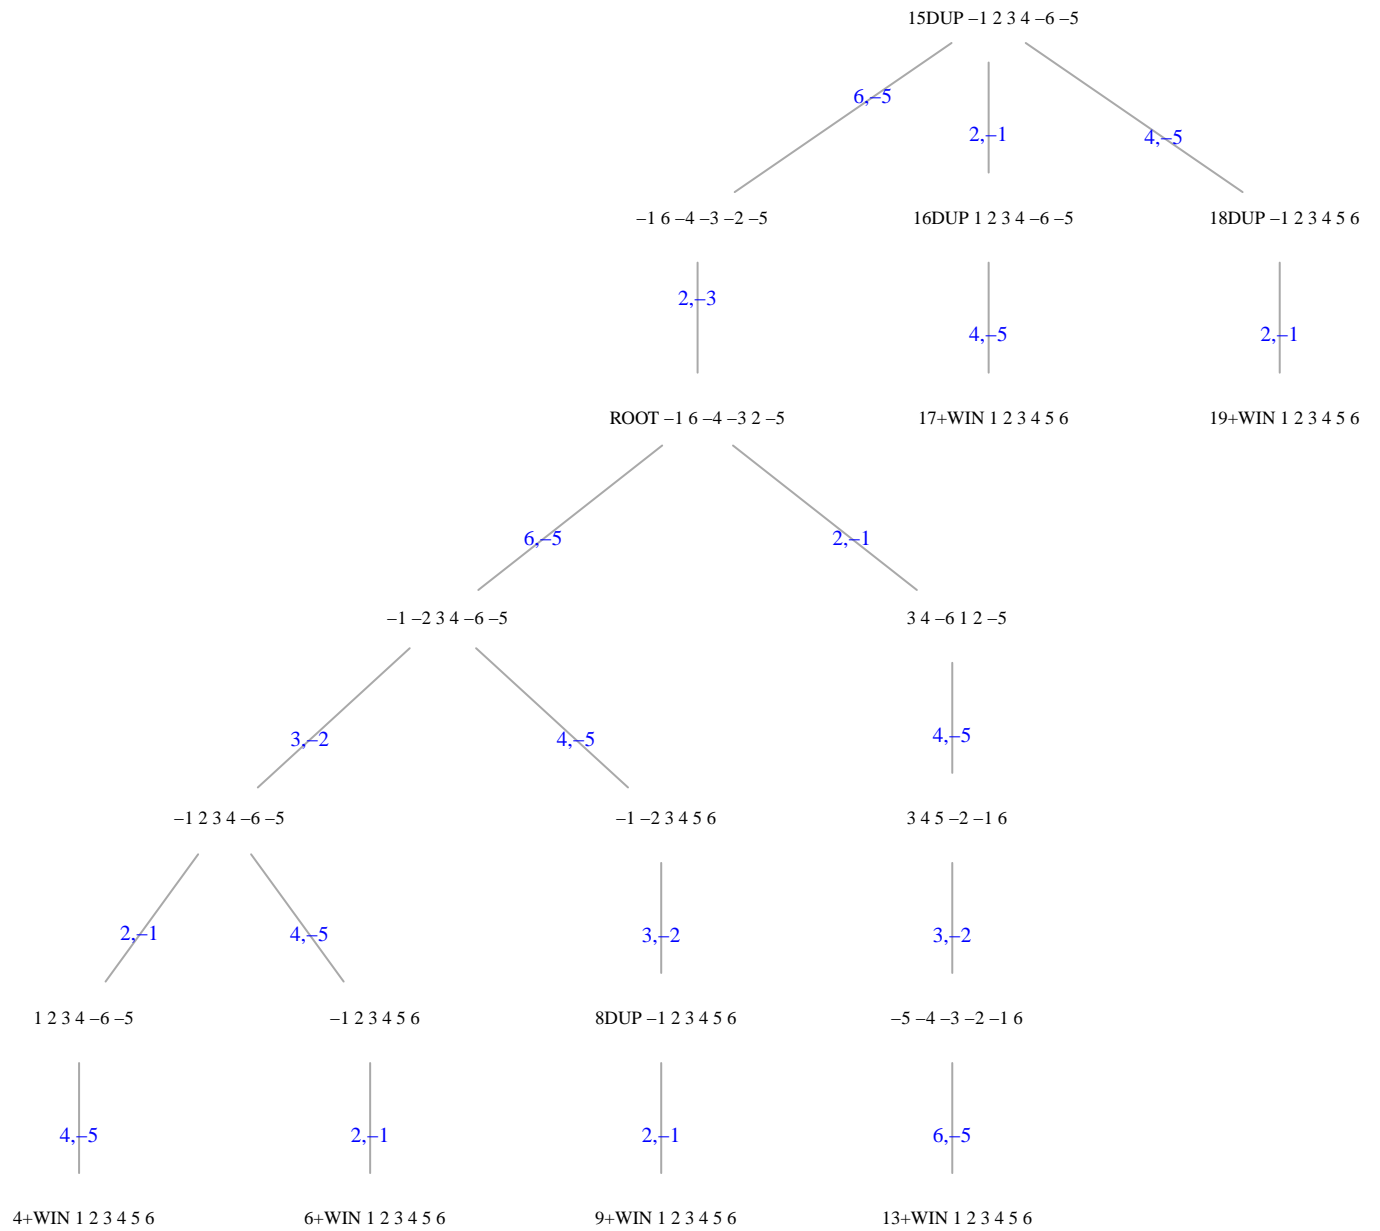 15DUP –1 2 3 4 –6 –5
6,–5
2,–1
4,–5
–1 6 –4 –3 –2 –5
16DUP 1 2 3 4 –6 –5
18DUP –1 2 3 4 5 6
2,–3
4,–5
2,–1
ROOT –1 6 –4 –3 2 –5
17+WIN 1 2 3 4 5 6
19+WIN 1 2 3 4 5 6
6,–5
2,–1
–1 –2 3 4 –6 –5
3 4 –6 1 2 –5
3,–2
4,–5
4,–5
–1 2 3 4 –6 –5
–1 –2 3 4 5 6
3 4 5 –2 –1 6
2,–1
4,–5
3,–2
3,–2
1 2 3 4 –6 –5
–1 2 3 4 5 6
8DUP –1 2 3 4 5 6
–5 –4 –3 –2 –1 6
4,–5
2,–1
2,–1
6,–5
4+WIN 1 2 3 4 5 6
6+WIN 1 2 3 4 5 6
9+WIN 1 2 3 4 5 6
13+WIN 1 2 3 4 5 6